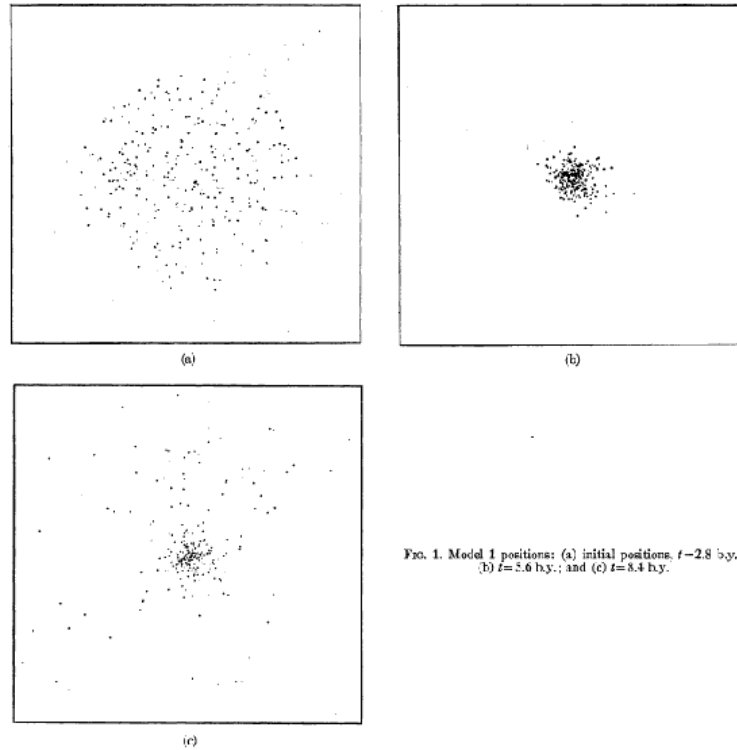 (a)
(b)
(c)
FIG. 1. Model 1 positions: (a) initial positions, t=2.8 b.y.
(b) t=5.6 b.y.; and (c) t=8.4 b.y.